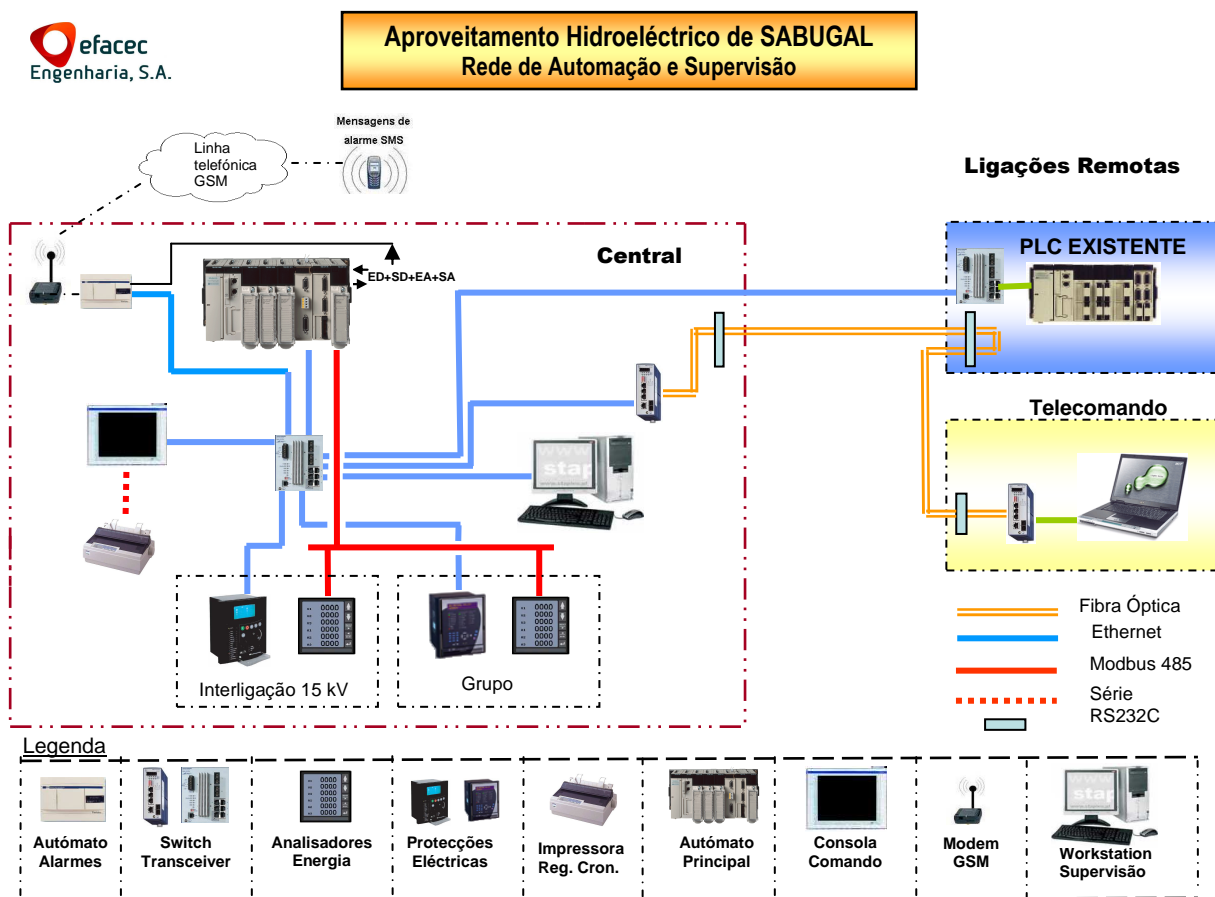 efacec
Engenharia, S.A.
Aproveitamento Hidroeléctrico de SABUGAL
Rede de Automação e Supervisão
Mensagens de
alarme SMS
Linha
telefónica
GSM
Ligações Remotas
Central
PLC EXISTENTE
ED+SD+EA+SA
Telecomando
www
stap
Interligação 15 kV
Grupo
Fibra Óptica
Ethernet
Modbus 485
Série
RS232C
Legenda
Autómato
Alarmes
Switch
Transceiver
Analisadores
Energia
Protecções
Eléctricas
Impressora
Reg. Cron.
Autómato
Principal
Consola
Comando
Modem
GSM
Workstation
Supervisão